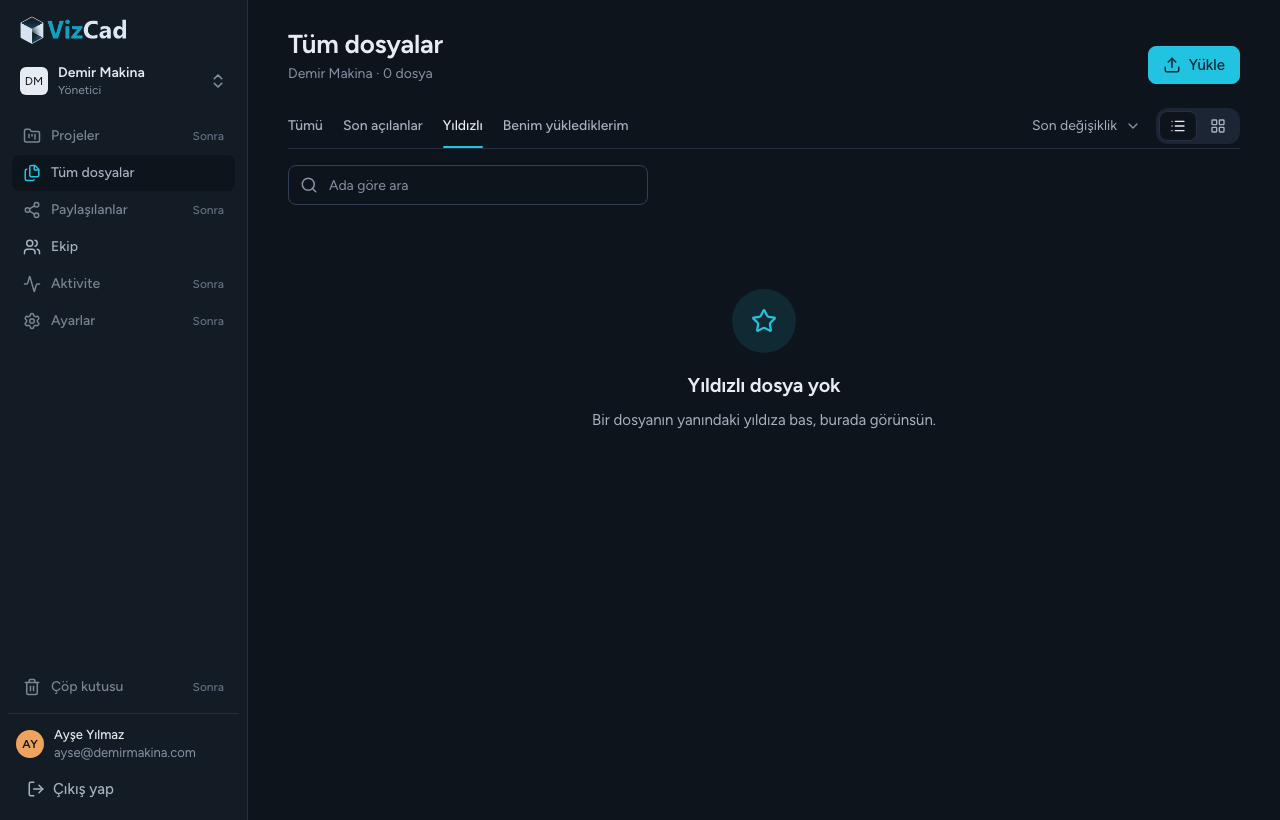 VizCad
DM
Demir Makina
Yönetici
Projeler Sonra
Tüm dosyalar
Paylaşılanlar Sonra
Ekip
Aktivite Sonra
Ayarlar Sonra
Çöp kutusu Sonra
AY
Ayşe Yılmaz
ayse@demirmakina.com
Çıkış yap
Tüm dosyalar
Demir Makina · 0 dosya
Yükle
Tümü Son açılanlar Yıldızlı Benim yüklediklerim Son değişiklik
Ada göre ara
Yıldızlı dosya yok
Bir dosyanın yanındaki yıldıza bas, burada görünsün.